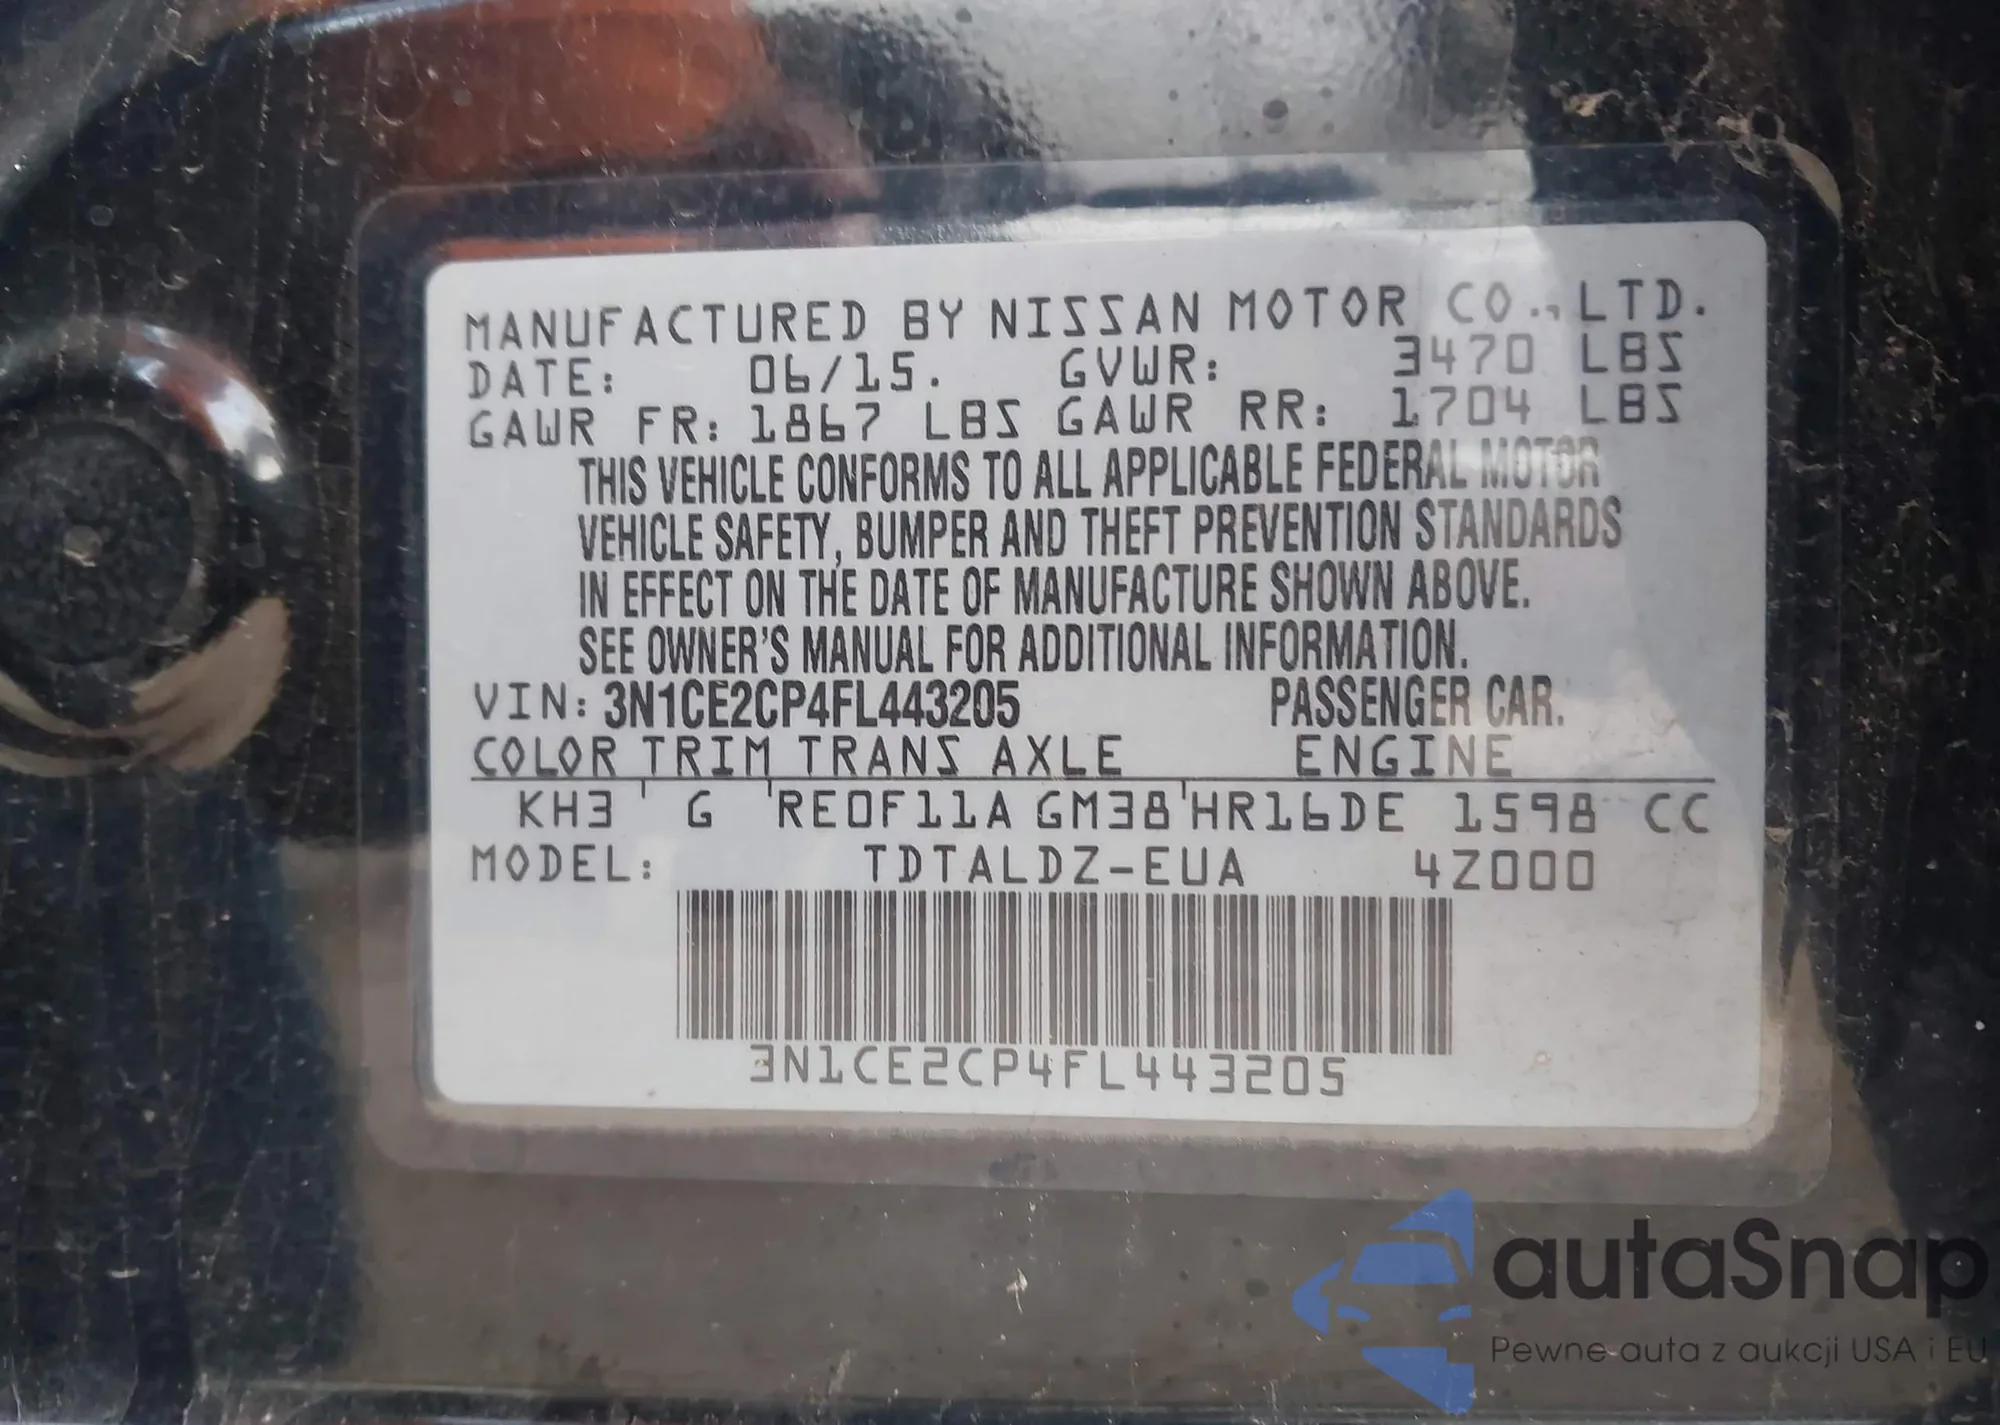 MANUFACTURED BY NISSAN MOTOR CO., LTD.
DATE: 06/15. GVWR: 3470 LBS
GAWR FR: 1867 LBS GAWR RR: 1704 LBS
THIS VEHICLE CONFORMS TO ALL APPLICABLE FEDERAL MOTOR
VEHICLE SAFETY, BUMPER AND THEFT PREVENTION STANDARDS
IN EFFECT ON THE DATE OF MANUFACTURE SHOWN ABOVE.
SEE OWNER'S MANUAL FOR ADDITIONAL INFORMATION.
VIN: 3N1CE2CP4FL443205 PASSENGER CAR.
COLOR TRIM TRANS AXLE ENGINE
KH3 ' G 'RE0F11A GM38'HR16DE 1598 CC
MODEL: TDTALDZ-EUA 4Z000
3N1CE2CP4FL443205
autaSnap
Pewne auta z aukcji USA i EU